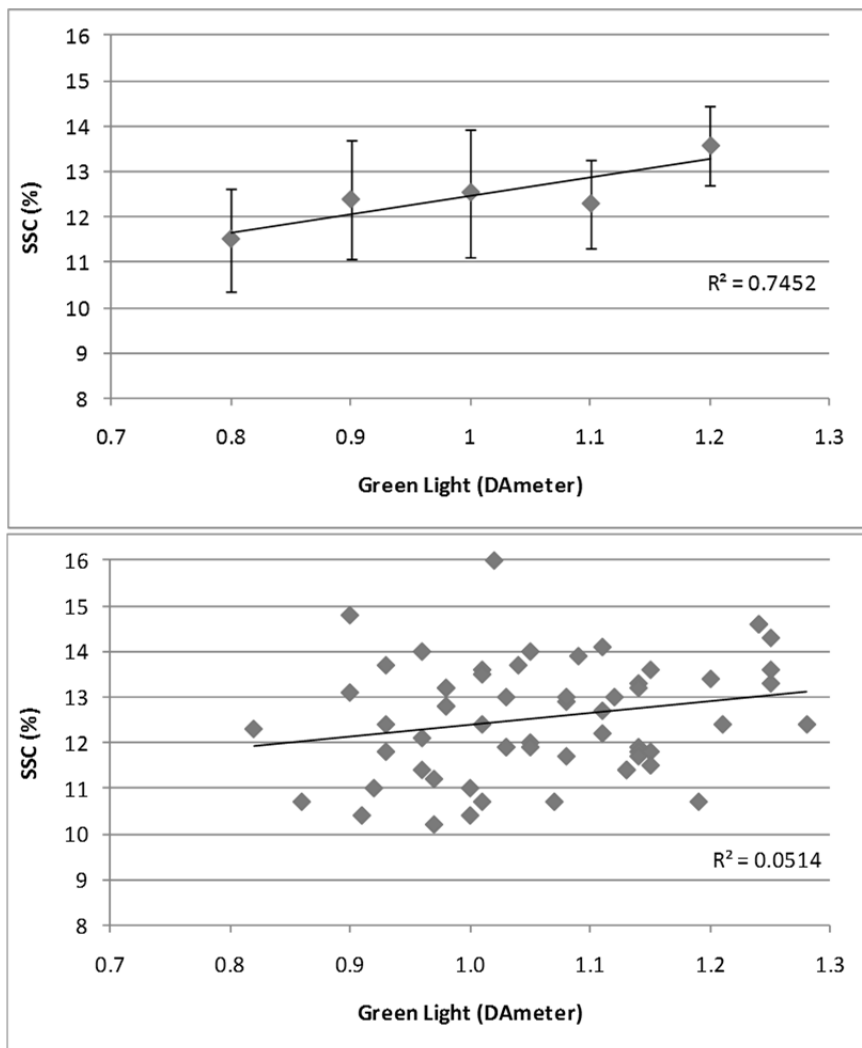 16
15
14
13
12
11
10
9
8
SSC (%)
R² = 0.7452
0.7 0.8 0.9 1 1.1 1.2 1.3
Green Light (DAmeter)
16
15
14
13
12
11
10
9
8
SSC (%)
R² = 0.0514
0.7 0.8 0.9 1.0 1.1 1.2 1.3
Green Light (DAmeter)